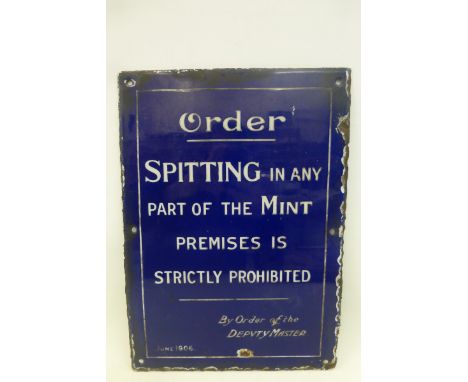 Order
SPITTING IN ANY
PART OF THE MINT
PREMISES IS
STRICTLY PROHIBITED
By Order of the
DEPUTY MASTER
JUNE 1906.